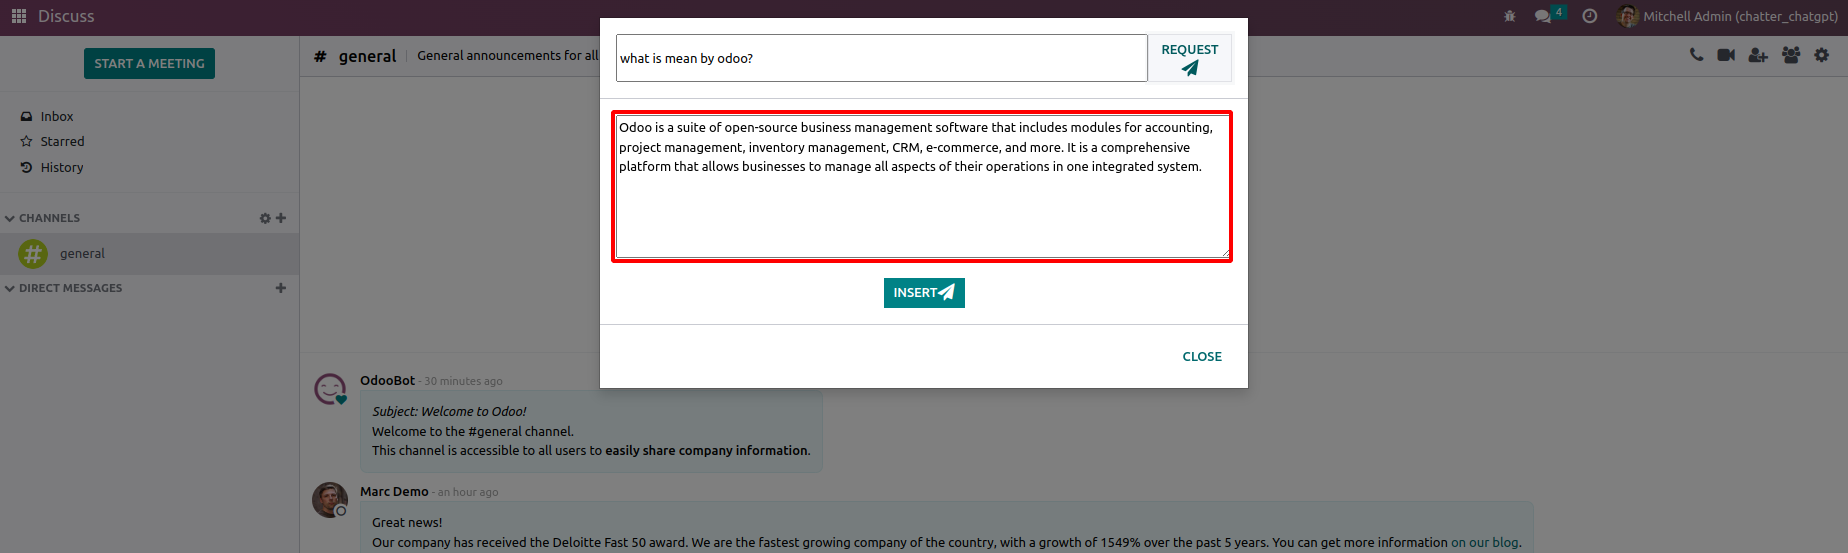 Discuss
4
Mitchell Admin (chatter_chatgpt)
START A MEETING
# general
General announcements for all
Inbox
Starred
History
CHANNELS
# general
DIRECT MESSAGES
what is mean by odoo?
REQUEST
Odoo is a suite of open-source business management software that includes modules for accounting,
project management, inventory management, CRM, e-commerce, and more. It is a comprehensive
platform that allows businesses to manage all aspects of their operations in one integrated system.
INSERT
CLOSE
OdooBot - 30 minutes ago
Subject: Welcome to Odoo!
Welcome to the #general channel.
This channel is accessible to all users to easily share company information.
Marc Demo - an hour ago
Great news!
Our company has received the Deloitte Fast 50 award. We are the fastest growing company of the country, with a growth of 1549% over the past 5 years. You can get more information on our blog.